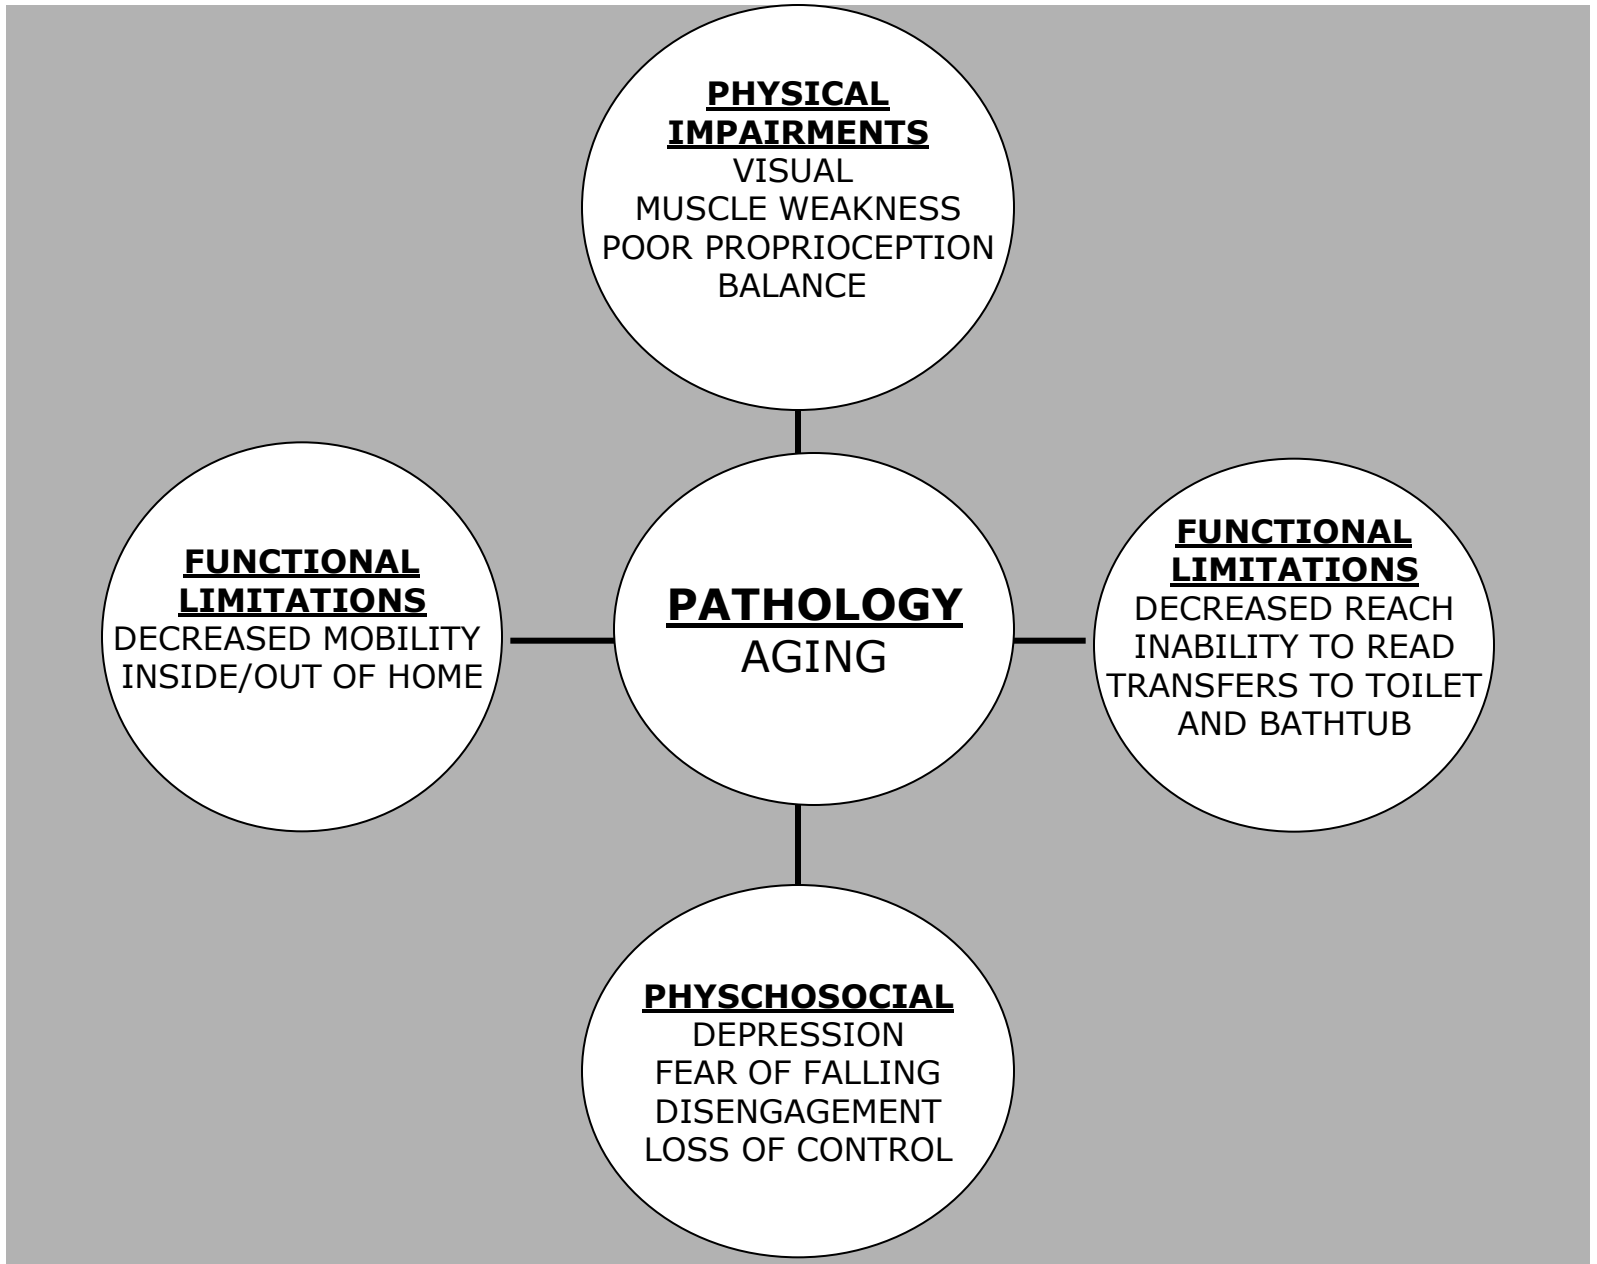 PHYSICAL
IMPAIRMENTS
VISUAL
MUSCLE WEAKNESS
POOR PROPRIOCEPTION
BALANCE
FUNCTIONAL
LIMITATIONS
DECREASED MOBILITY
INSIDE/OUT OF HOME
PATHOLOGY
AGING
FUNCTIONAL
LIMITATIONS
DECREASED REACH
INABILITY TO READ
TRANSFERS TO TOILET
AND BATHTUB
PHYSCHOSOCIAL
DEPRESSION
FEAR OF FALLING
DISENGAGEMENT
LOSS OF CONTROL